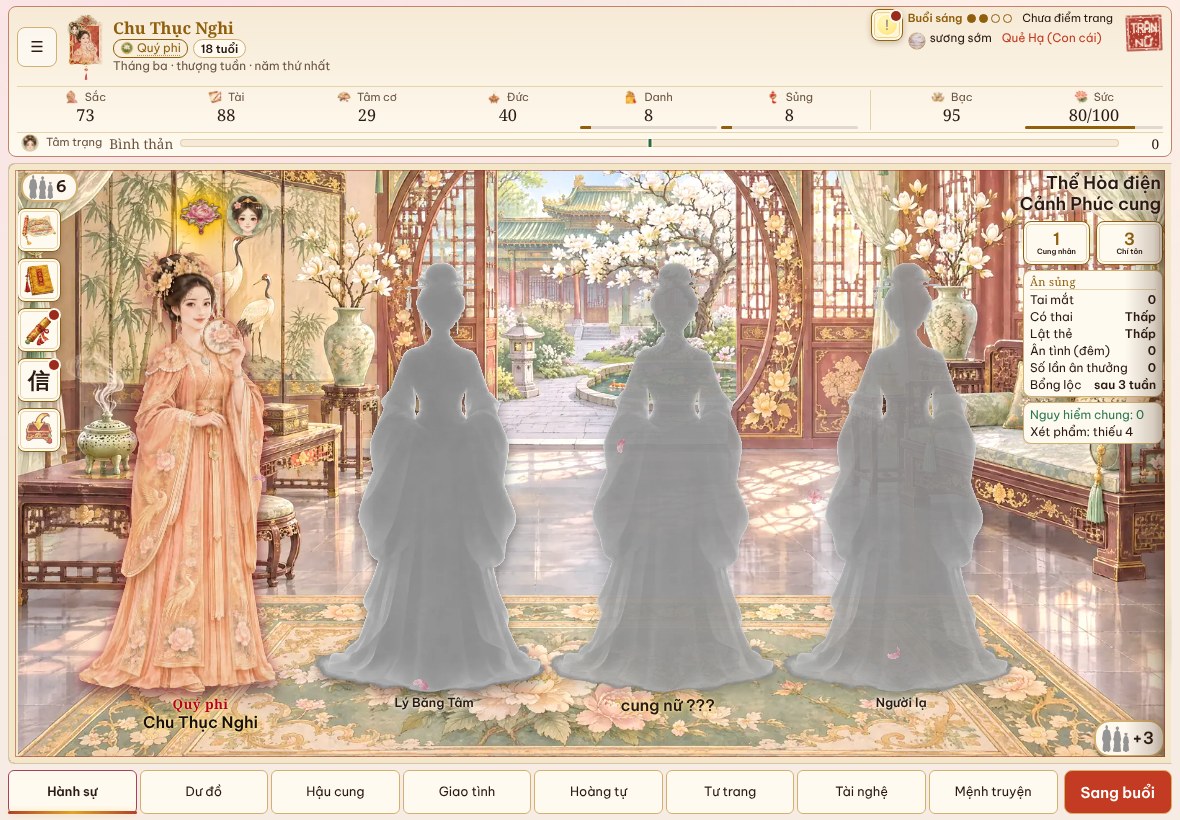 ☰
Chu Thục Nghi
Quý phi
18 tuổi
Tháng ba · thượng tuần · năm thứ nhất
!
Buổi sáng
Chưa điểm trang
sương sớm
Quẻ Hạ (Con cái)
TRÂN NỮ
Sắc
73
Tài
88
Tâm cơ
29
Đức
40
Danh
8
Sủng
8
Bạc
95
Sức
80/100
Tâm trạng
Bình thản
0
6
信
Thể Hòa điện
Cảnh Phúc cung
1
Cung nhân
3
Chí tôn
Ân sủng
Tai mắt 0
Có thai Thấp
Lật thẻ Thấp
Ân tình (đêm) 0
Số lần ân thưởng 0
Bổng lộc sau 3 tuần
Nguy hiểm chung: 0
Xét phẩm: thiếu 4
Quý phi
Chu Thục Nghi
Lý Băng Tâm
cung nữ ???
Người lạ
+3
Hành sự
Dư đồ
Hậu cung
Giao tình
Hoàng tự
Tư trang
Tài nghệ
Mệnh truyện
Sang buổi